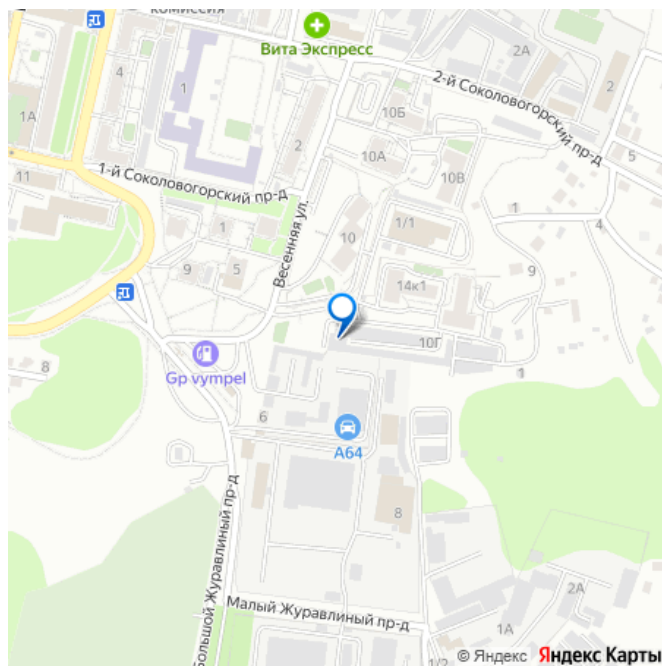 комиссия
Вита Экспресс
4
1
1А
2А
2
10Б
2-й Соколовогорский пр-д
2
10А
10В
5
11
1-й Соколовогорский пр-д
1
1/1
1
4
10
Весенняя ул.
9
5
9
14к1
10Г
8
Gp vympel
1
6
А64
8
Большой Журавлиный пр-д
2А
Малый Журавлиный пр-д
1А
1/2
© Яндекс Яндекс Карты